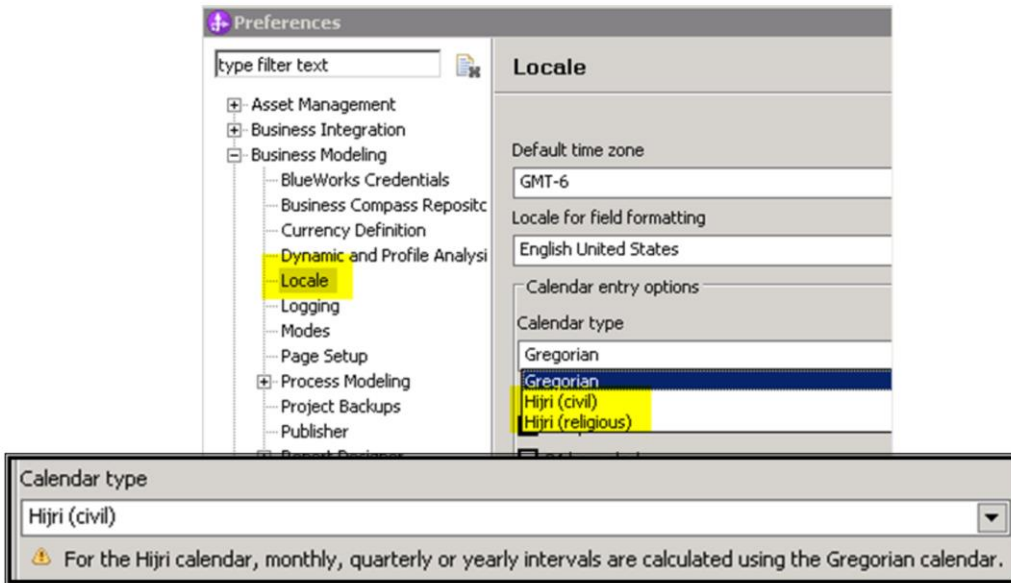 Preferences
type filter text
Locale
Asset Management
Business Integration
Business Modeling
BlueWorks Credentials
Business Compass Repositc
Currency Definition
Dynamic and Profile Analysi
Locale
Logging
Modes
Page Setup
Process Modeling
Project Backups
Publisher
Report Designer
Default time zone
GMT-6
Locale for field formatting
English United States
Calendar entry options
Calendar type
Gregorian
Gregorian
Hijri (civil)
Hijri (religious)
Calendar type
Hijri (civil)
For the Hijri calendar, monthly, quarterly or yearly intervals are calculated using the Gregorian calendar.